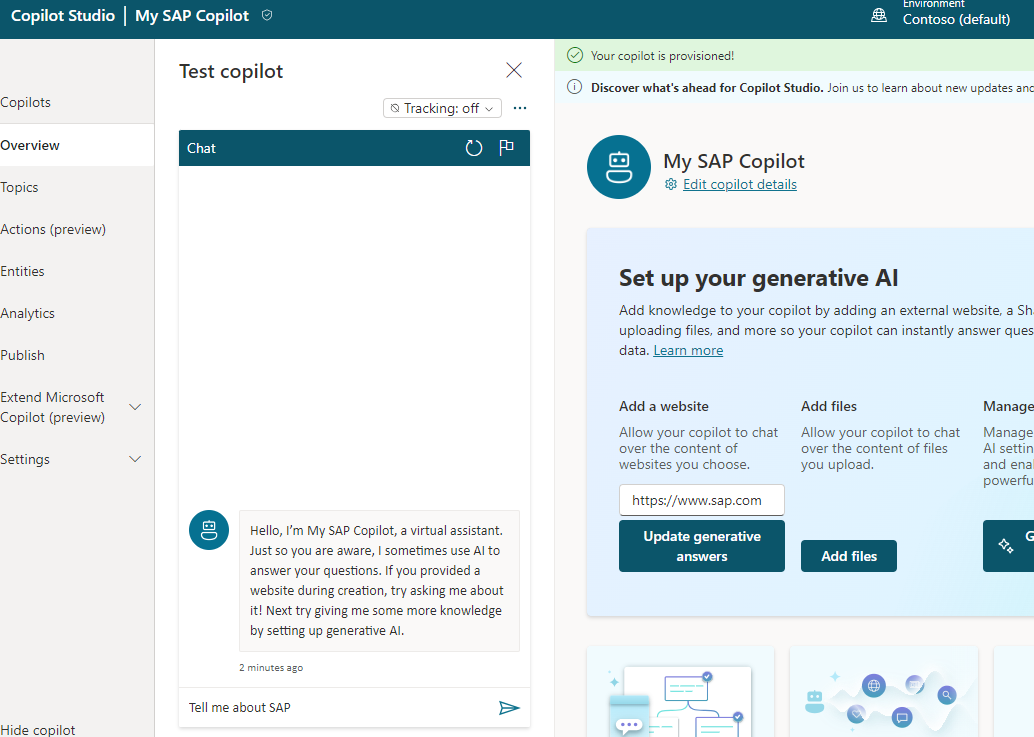 Copilot Studio | My SAP Copilot
Environment
Contoso (default)
Copilots
Overview
Topics
Actions (preview)
Entities
Analytics
Publish
Extend Microsoft
Copilot (preview)
Settings
Hide copilot
Test copilot
Tracking: off
Chat
Hello, I'm My SAP Copilot, a virtual assistant.
Just so you are aware, I sometimes use AI to
answer your questions. If you provided a
website during creation, try asking me about
it! Next try giving me some more knowledge
by setting up generative AI.
2 minutes ago
Tell me about SAP
Your copilot is provisioned!
Discover what's ahead for Copilot Studio. Join us to learn about new updates and
My SAP Copilot
Edit copilot details
Set up your generative AI
Add knowledge to your copilot by adding an external website, a Sh
uploading files, and more so your copilot can instantly answer ques
data. Learn more
Add a website
Allow your copilot to chat
over the content of
websites you choose.
https://www.sap.com
Update generative
answers
Add files
Allow your copilot to chat
over the content of files
you upload.
Add files
Manage
Manage
AI settin
and ena
powerfu
G